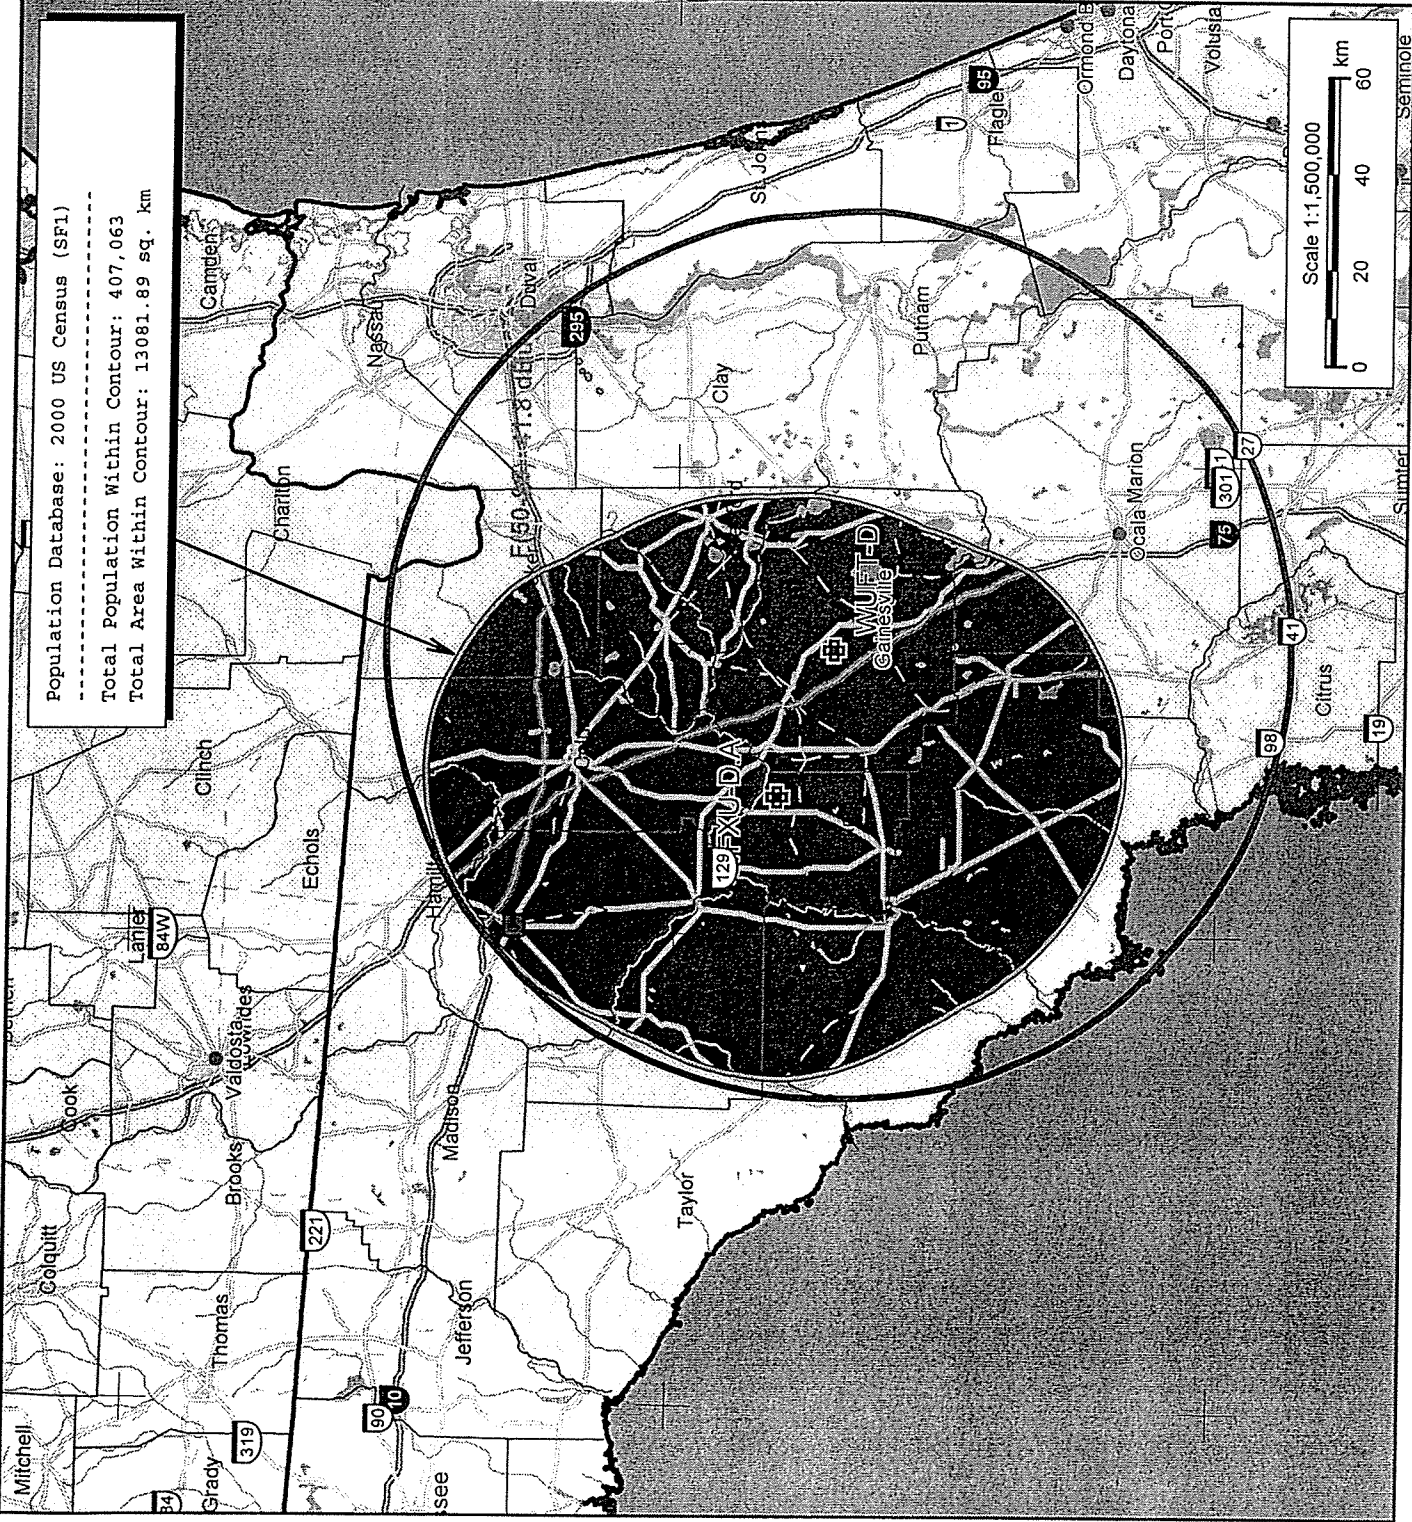 Population Database: 2000 US Census (SF1)
Total Population Within Contour: 407,063
Total Area Within Contour: 13081.89 sq. km
Scale 1:1,500,000
0 20 40 60 km
Mitchell
Colquitt
Cook
Lanier
84W
Clinch
Charlton
Camden
Grady
319
Thomas
Brooks
Valdosta
Lowndes
Echols
Nassau
221
Duval
295
90
10
Jefferson
Madison
Taylor
129
WUFT-D
Gainesville
Clay
Putnam
1
95
Flagler
Daytona
Volusia
Seminole
Ocala
Marion
301
75
27
41
98
19
Citrus
Sumter